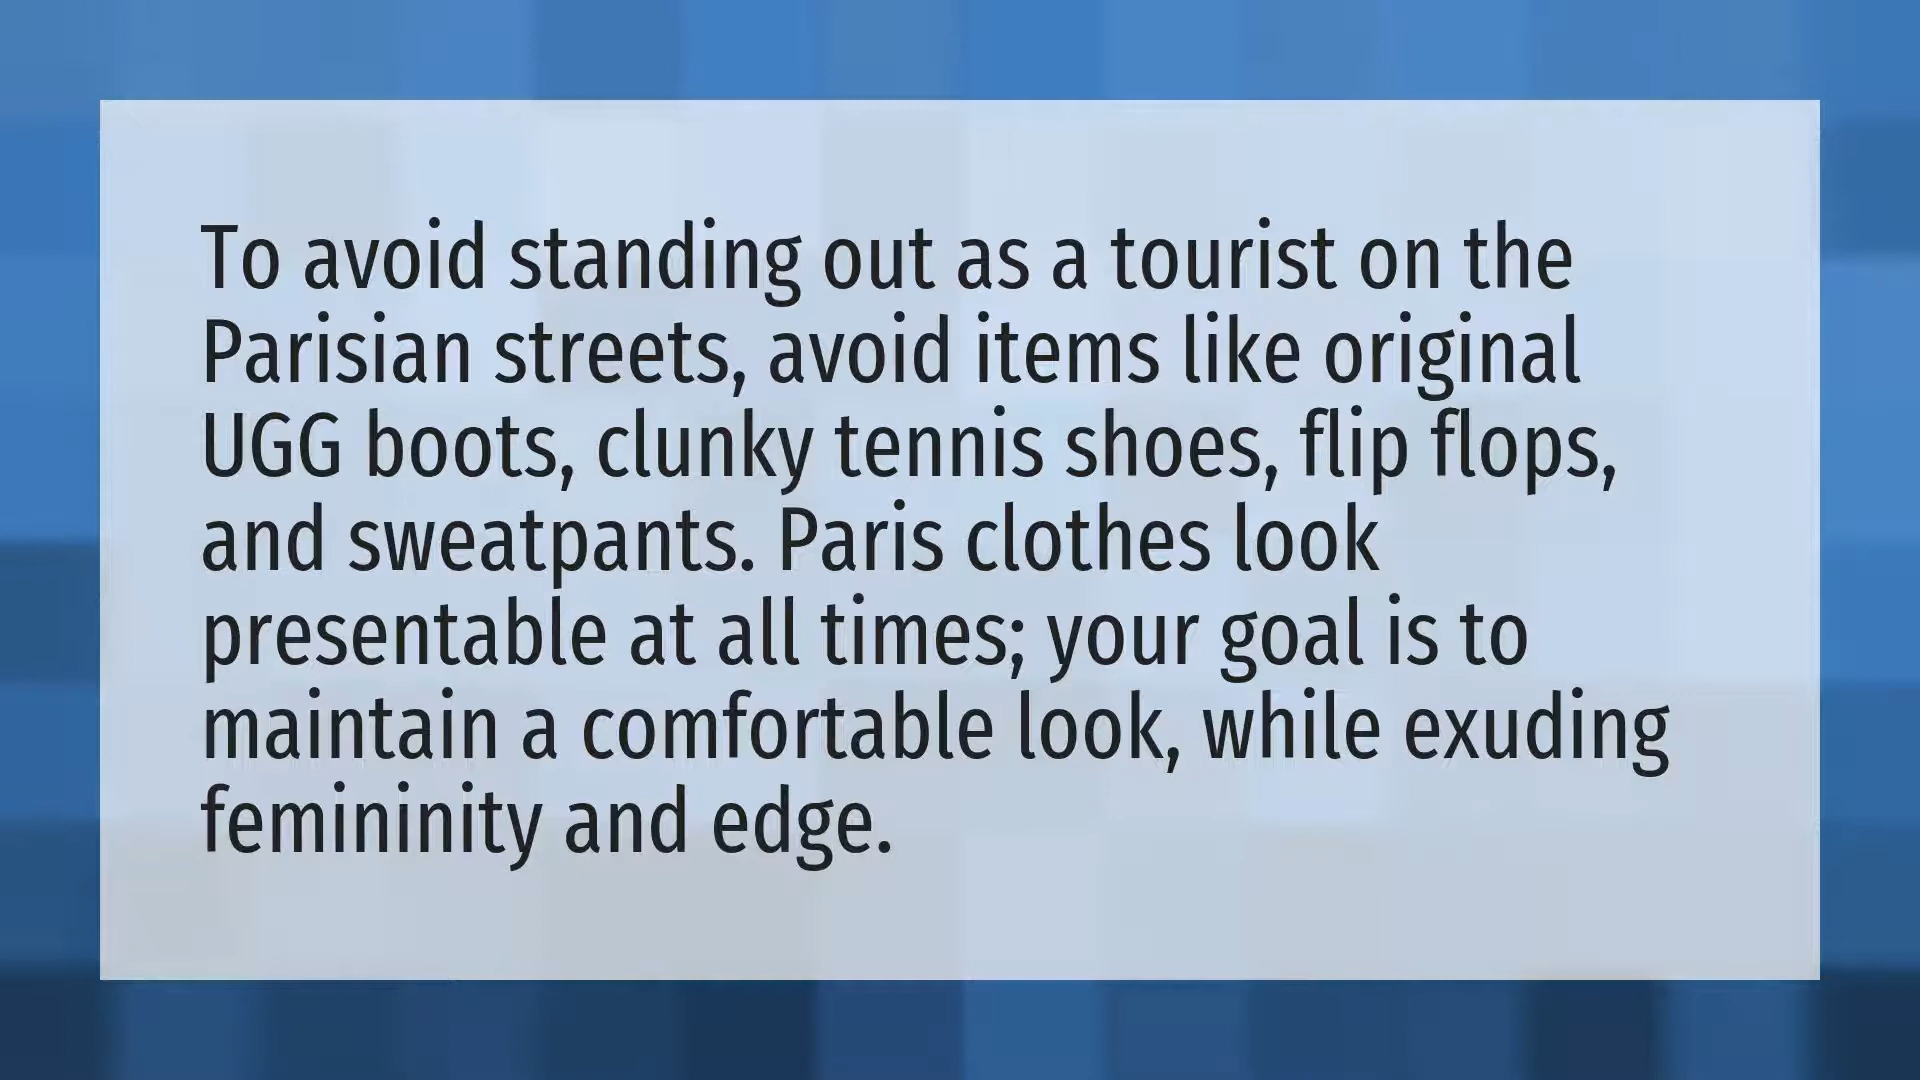 To avoid standing out as a tourist on the
Parisian streets, avoid items like original
UGG boots, clunky tennis shoes, flip flops,
and sweatpants. Paris clothes look
presentable at all times; your goal is to
maintain a comfortable look, while exuding
femininity and edge.